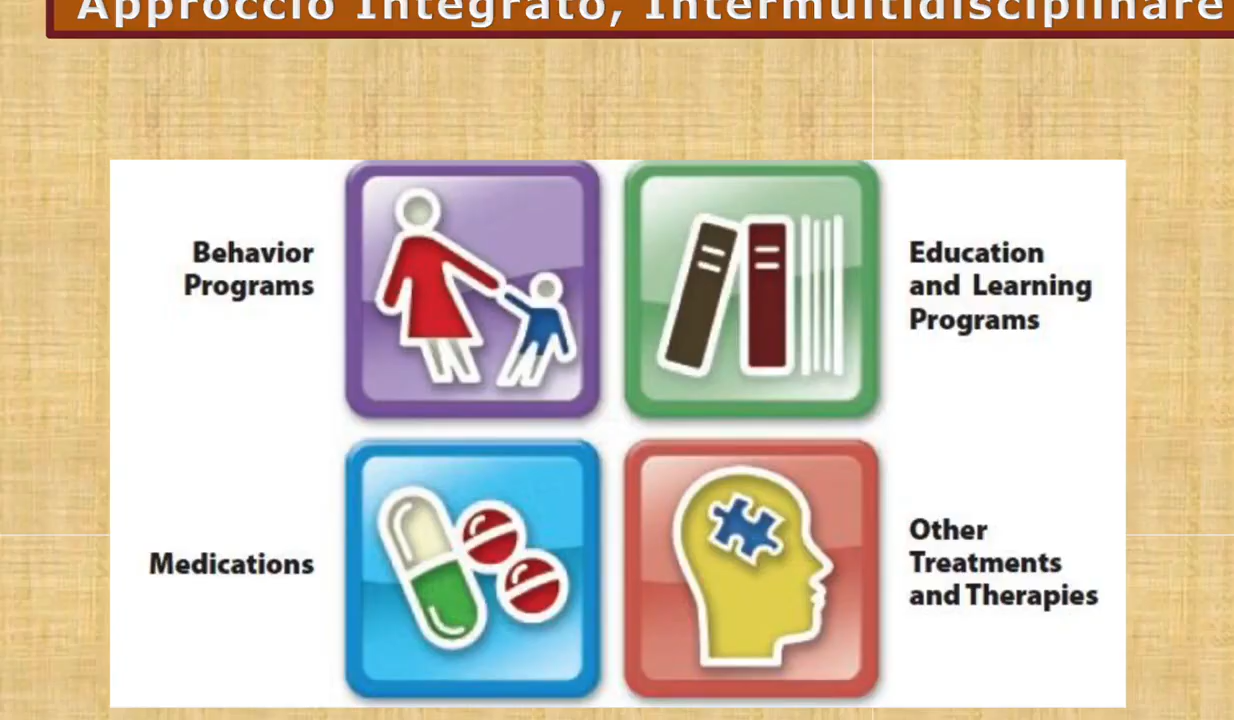 Approccio Integrato, Intermultidisciplinare
Behavior
Programs
Education
and Learning
Programs
Medications
Other
Treatments
and Therapies